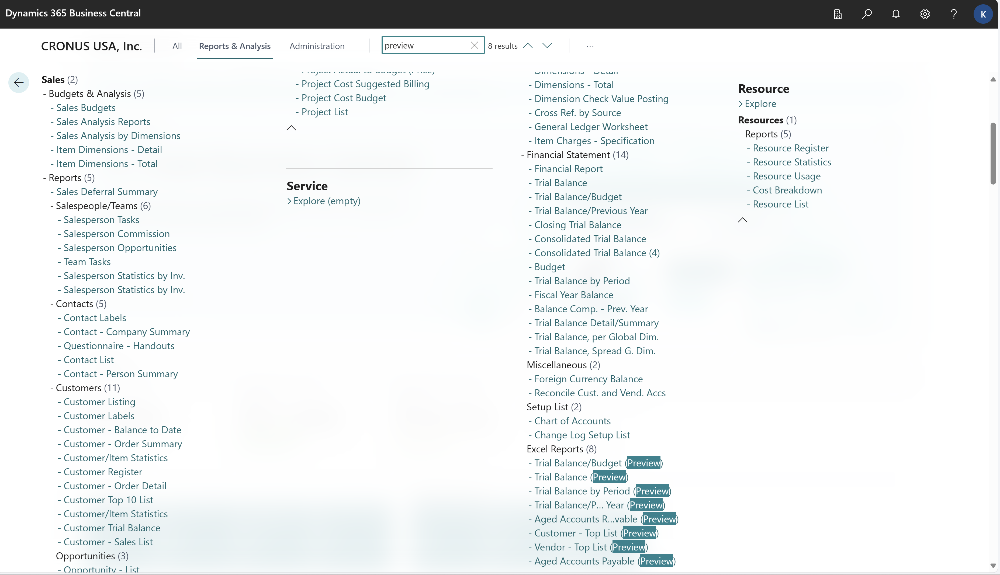 Dynamics 365 Business Central
K
CRONUS USA, Inc.
All
Reports & Analysis
Administration
preview
8 results
...
Sales (2)
- Budgets & Analysis (5)
- Sales Budgets
- Sales Analysis Reports
- Sales Analysis by Dimensions
- Item Dimensions - Detail
- Item Dimensions - Total
- Reports (5)
- Sales Deferral Summary
- Salespeople/Teams (6)
- Salesperson Tasks
- Salesperson Commission
- Salesperson Opportunities
- Team Tasks
- Salesperson Statistics by Inv.
- Salesperson Statistics by Inv.
- Contacts (5)
- Contact Labels
- Contact - Company Summary
- Questionnaire - Handouts
- Contact List
- Contact - Person Summary
- Customers (11)
- Customer Listing
- Customer Labels
- Customer - Balance to Date
- Customer - Order Summary
- Customer/Item Statistics
- Customer Register
- Customer - Order Detail
- Customer Top 10 List
- Customer/Item Statistics
- Customer Trial Balance
- Customer - Sales List
- Opportunities (3)
- Opportunity - List
Project Actual to Budget (Price)
- Project Cost Suggested Billing
- Project Cost Budget
- Project List
Service
> Explore (empty)
Dimensions - Detail
- Dimensions - Total
- Dimension Check Value Posting
- Cross Ref. by Source
- General Ledger Worksheet
- Item Charges - Specification
- Financial Statement (14)
- Financial Report
- Trial Balance
- Trial Balance/Budget
- Trial Balance/Previous Year
- Closing Trial Balance
- Consolidated Trial Balance
- Consolidated Trial Balance (4)
- Budget
- Trial Balance by Period
- Fiscal Year Balance
- Balance Comp. - Prev. Year
- Trial Balance Detail/Summary
- Trial Balance, per Global Dim.
- Trial Balance, Spread G. Dim.
- Miscellaneous (2)
- Foreign Currency Balance
- Reconcile Cust. and Vend. Accs
- Setup List (2)
- Chart of Accounts
- Change Log Setup List
- Excel Reports (8)
- Trial Balance/Budget (Preview)
- Trial Balance (Preview)
- Trial Balance by Period (Preview)
- Trial Balance/P... Year (Preview)
- Aged Accounts R...vable (Preview)
- Customer - Top List (Preview)
- Vendor - Top List (Preview)
- Aged Accounts Payable (Preview)
Resource
> Explore
Resources (1)
- Reports (5)
- Resource Register
- Resource Statistics
- Resource Usage
- Cost Breakdown
- Resource List